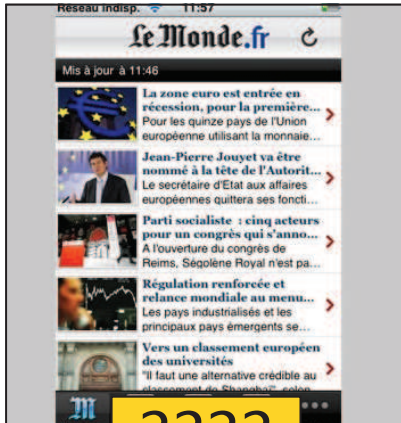 Réseau indisp. 11:57
Le Monde.fr
Mis à jour à 11:46
La zone euro est entrée en
récession, pour la première...
Pour les quinze pays de l'Union
européenne utilisant la monnaie...
Jean-Pierre Jouyet va être
nommé à la tête de l'Autorit...
Le secrétaire d'Etat aux affaires
européennes quittera ses foncti...
Parti socialiste : cinq acteurs
pour un congrès qui s'anno...
A l'ouverture du congrès de
Reims, Ségolène Royal n'est pa...
Régulation renforcée et
relance mondiale au menu...
Les pays industrialisés et les
principaux pays émergents se...
Vers un classement européen
des universités
"Il faut une alternative crédible au
classement de Shanghaï", selon
M
????